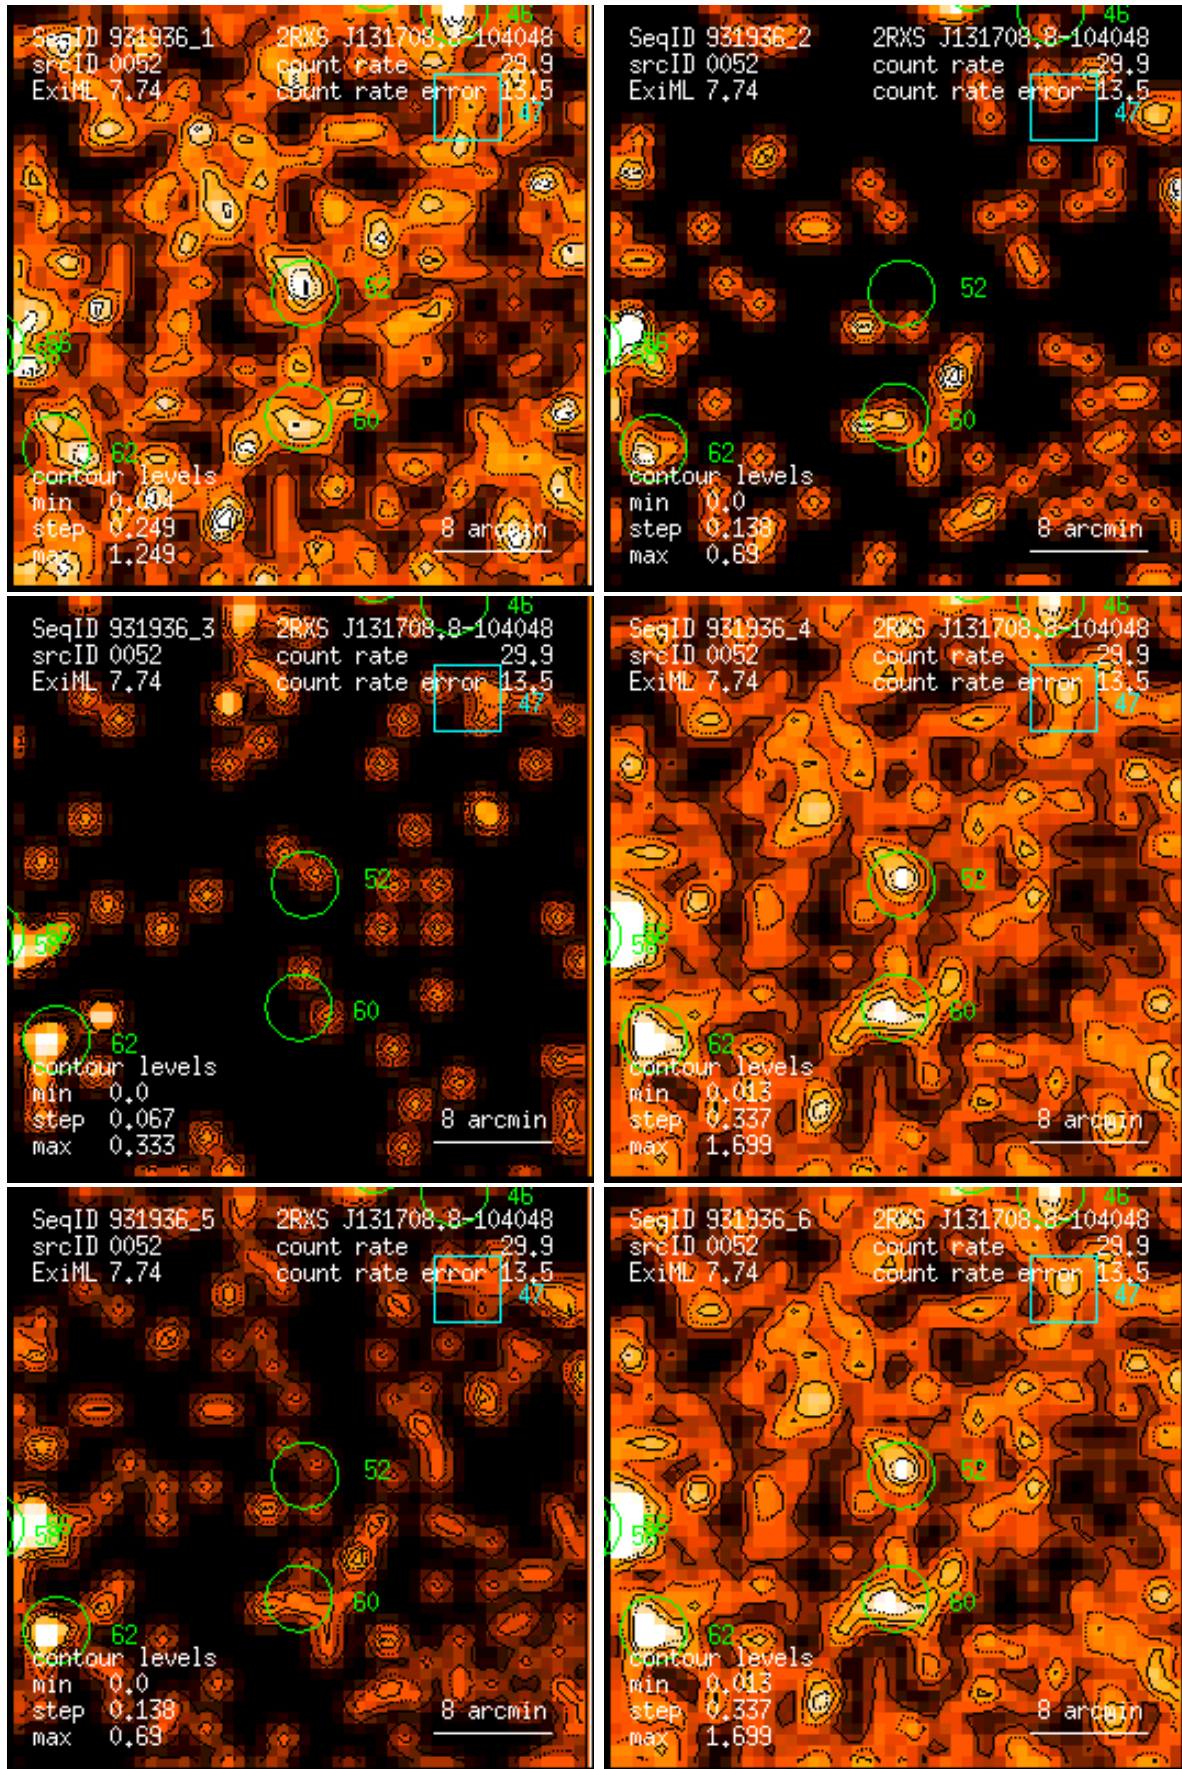 46
SeqID 931936_1 2RXS J131708.8-104048
srcID 0052 count rate 29.9
ExiML 7.74 count rate error 13.5
47
52
60
62
contour levels
min 0.004
step 0.249 8 arcmin
max 1.249
46
SeqID 931936_2 2RXS J131708.8-104048
srcID 0052 count rate 29.9
ExiML 7.74 count rate error 13.5
47
52
60
62
contour levels
min 0.0
step 0.138 8 arcmin
max 0.69
46
SeqID 931936_3 2RXS J131708.8-104048
srcID 0052 count rate 29.9
ExiML 7.74 count rate error 13.5
47
52
60
62
contour levels
min 0.0
step 0.067 8 arcmin
max 0.333
46
SeqID 931936_4 2RXS J131708.8-104048
srcID 0052 count rate 29.9
ExiML 7.74 count rate error 13.5
47
52
60
62
contour levels
min 0.013
step 0.337 8 arcmin
max 1.699
46
SeqID 931936_5 2RXS J131708.8-104048
srcID 0052 count rate 29.9
ExiML 7.74 count rate error 13.5
47
52
60
62
contour levels
min 0.0
step 0.138 8 arcmin
max 0.69
46
SeqID 931936_6 2RXS J131708.8-104048
srcID 0052 count rate 29.9
ExiML 7.74 count rate error 13.5
47
52
60
62
contour levels
min 0.013
step 0.337 8 arcmin
max 1.699